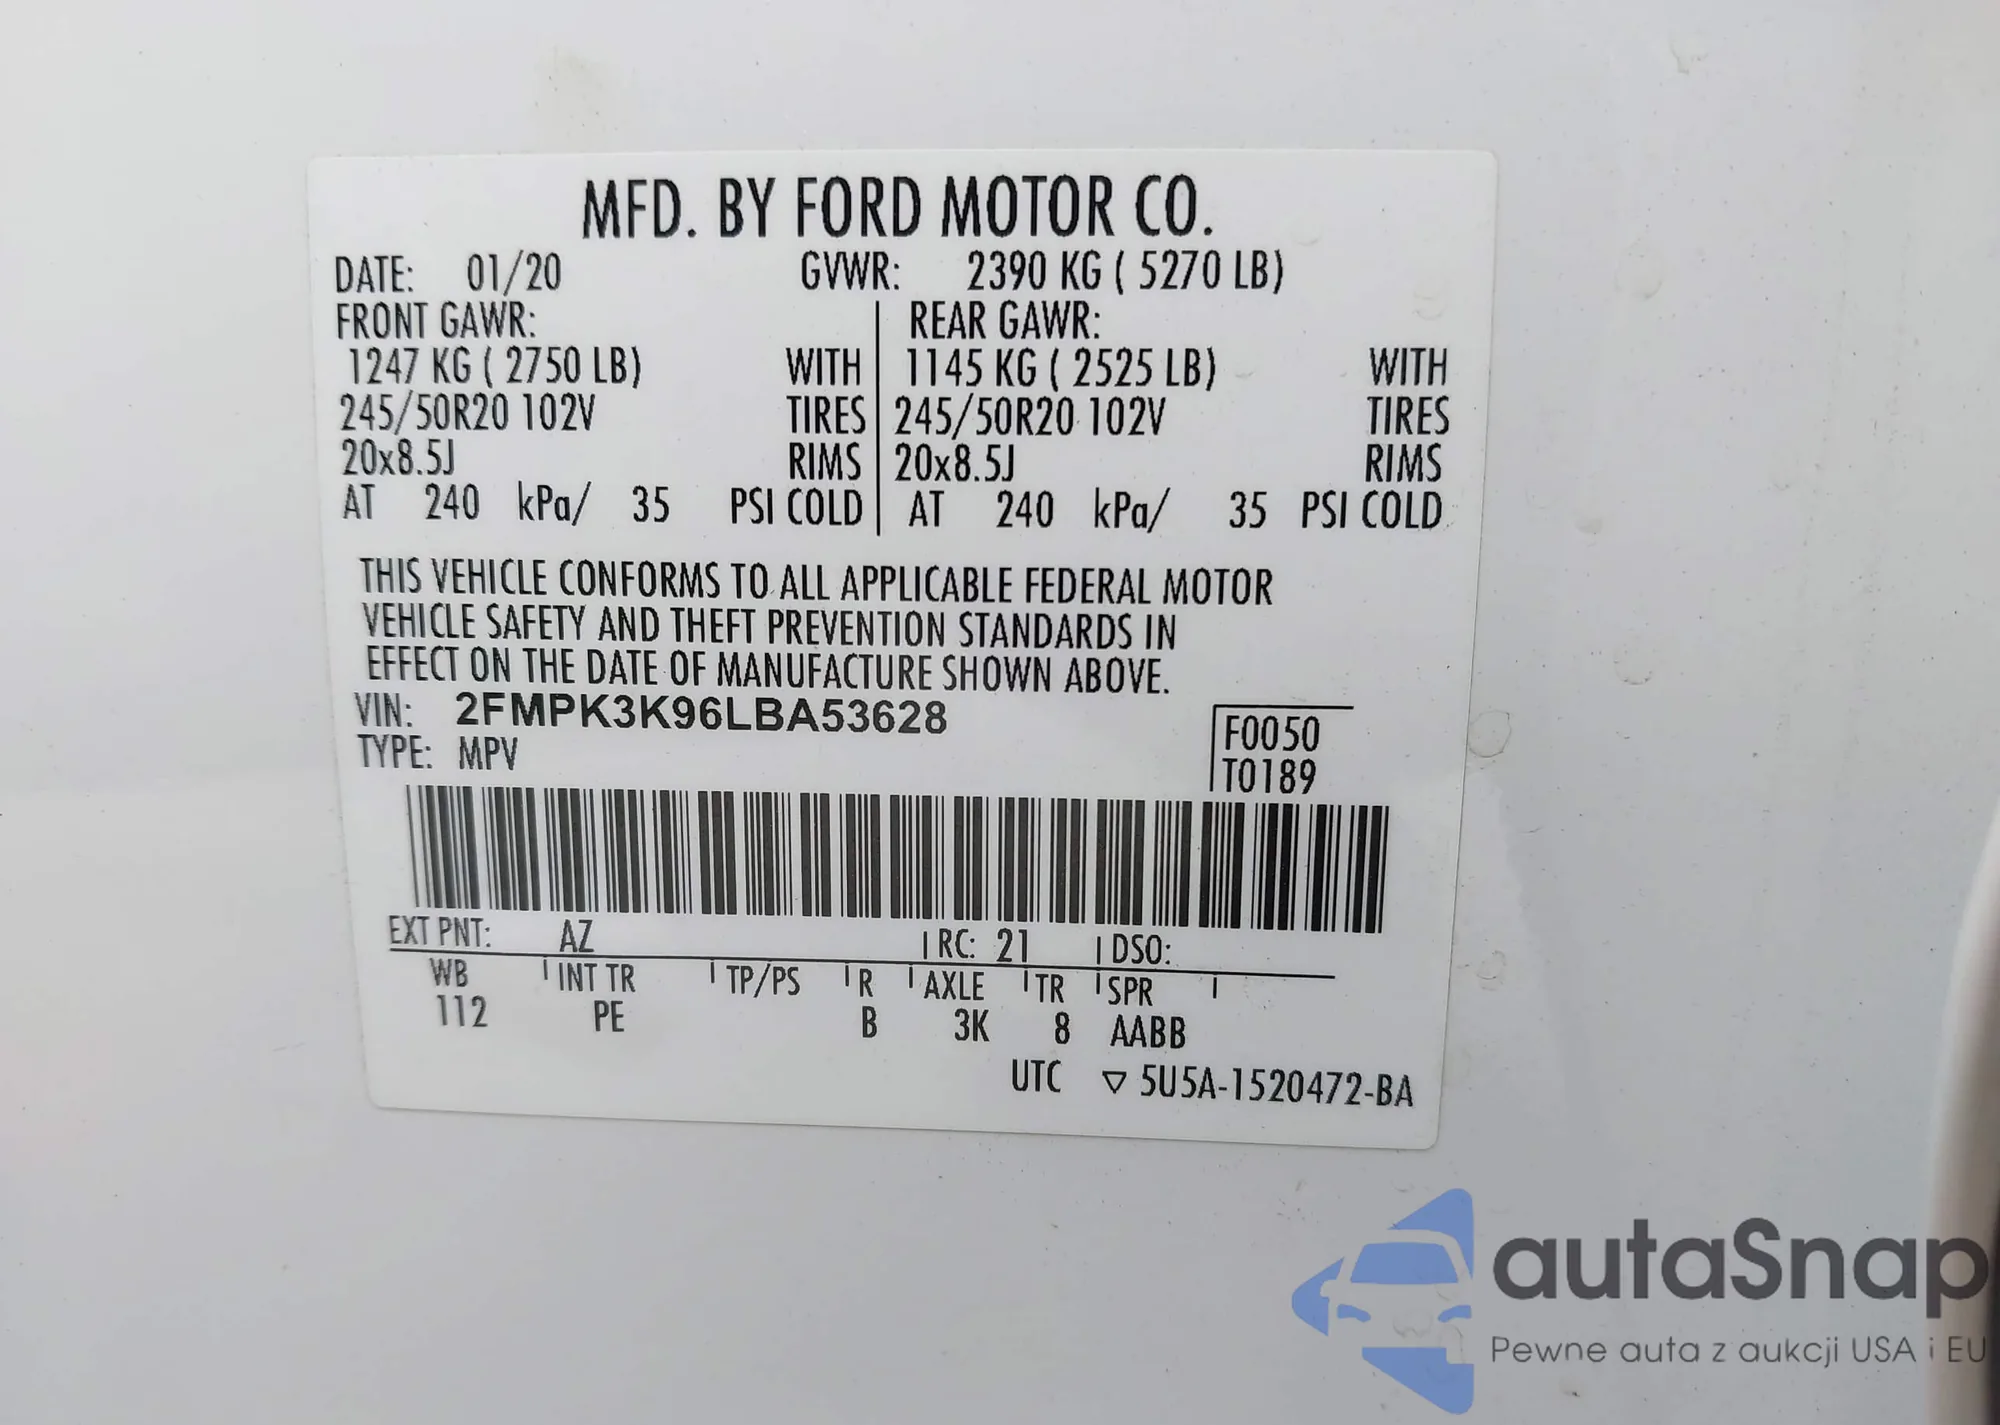 MFD. BY FORD MOTOR CO.
DATE: 01/20 GVWR: 2390 KG ( 5270 LB)
FRONT GAWR: REAR GAWR:
1247 KG ( 2750 LB) WITH 1145 KG ( 2525 LB) WITH
245/50R20 102V TIRES 245/50R20 102V TIRES
20x8.5J RIMS 20x8.5J RIMS
AT 240 kPa/ 35 PSI COLD AT 240 kPa/ 35 PSI COLD
THIS VEHICLE CONFORMS TO ALL APPLICABLE FEDERAL MOTOR
VEHICLE SAFETY AND THEFT PREVENTION STANDARDS IN
EFFECT ON THE DATE OF MANUFACTURE SHOWN ABOVE.
VIN: 2FMPK3K96LBA53628
TYPE: MPV
F0050
T0189
EXT PNT: AZ RC: 21 DSO:
WB INT TR TP/PS R AXLE TR SPR
112 PE B 3K 8 AABB
UTC ▽ 5U5A-1520472-BA
autaSnap
Pewne auta z aukcji USA i EU